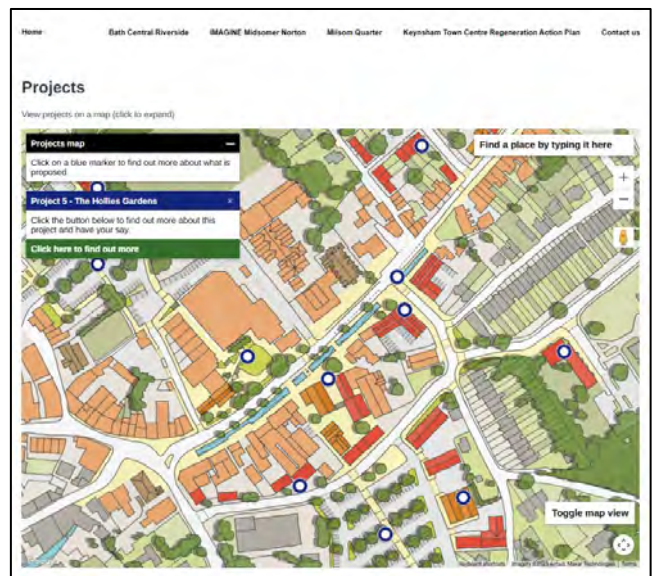 Home Bath Central Riverside IMAGINE Midsomer Norton Milsom Quarter Keynsham Town Centre Regeneration Action Plan Contact us
Projects
View projects on a map (click to expand)
Projects map
Click on a blue marker to find out more about what is
proposed
Find a place by typing it here
Project 5 - The Hollies Gardens ×
Click the button below to find out more about this
project and have your say.
Click here to find out more
Toggle map view
Keyboard shortcuts
Terms